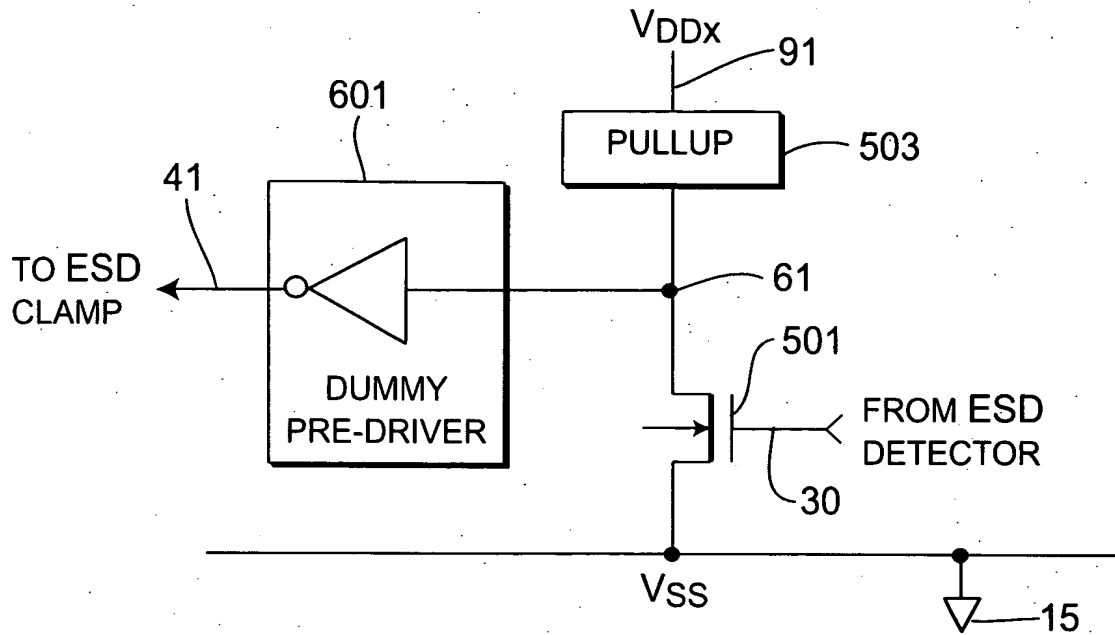 VDDx
91
601
PULLUP
503
41
TO ESD
CLAMP
61
501
DUMMY
PRE-DRIVER
FROM ESD
DETECTOR
30
VSS
15